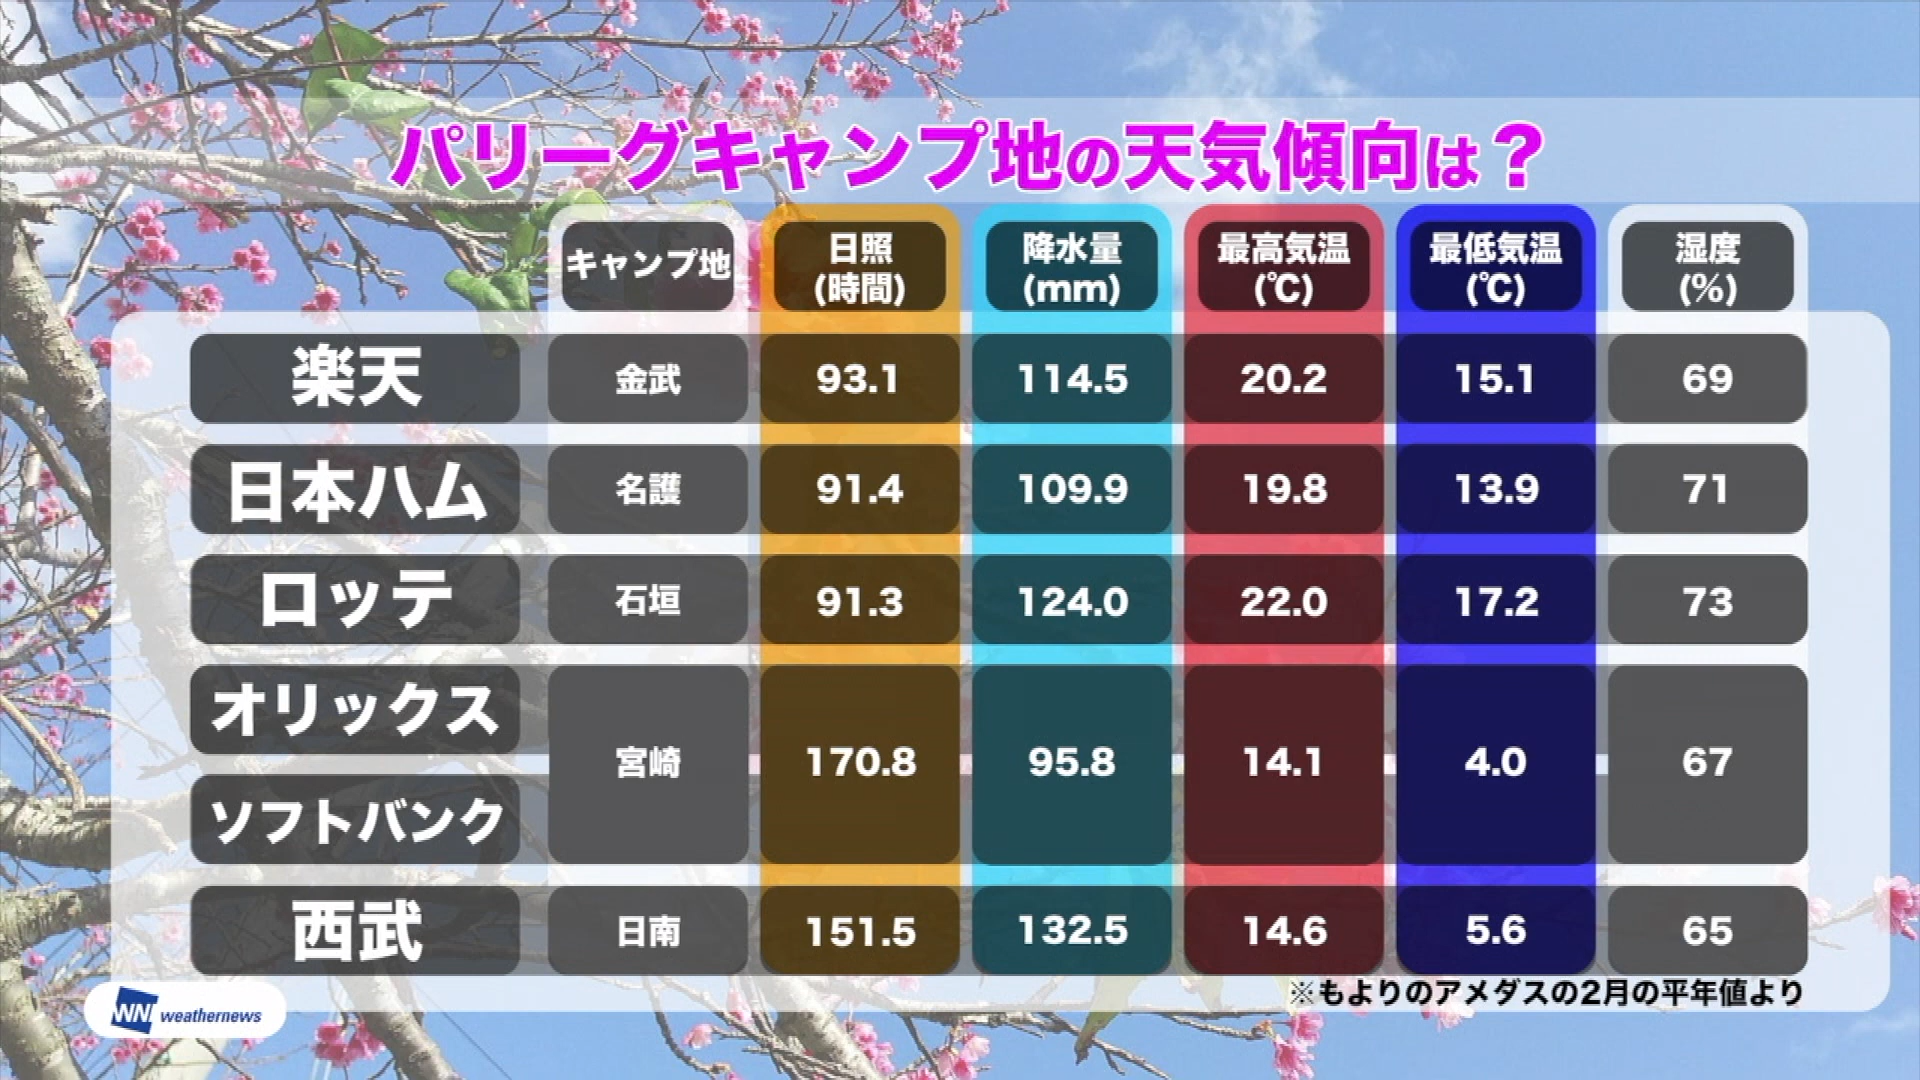 パリーグキャンプ地の天気傾向は？
キャンプ地 日照(時間) 降水量(mm) 最高気温(℃) 最低気温(℃) 湿度(%)
楽天 金武 93.1 114.5 20.2 15.1 69
日本ハム 名護 91.4 109.9 19.8 13.9 71
ロッテ 石垣 91.3 124.0 22.0 17.2 73
オリックス
宮崎 170.8 95.8 14.1 4.0 67
ソフトバンク
西武 日南 151.5 132.5 14.6 5.6 65
※もよりのアメダスの2月の平年値より
WN weathernews